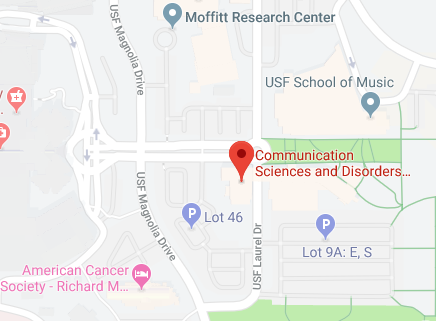 Moffitt Research Center
USF Magnolia Drive
USF School of Music
Communication
Sciences and Disorders...
USF Magnolia Drive
Lot 46
USF Laurel Dr
Lot 9A: E, S
American Cancer
Society - Richard M...